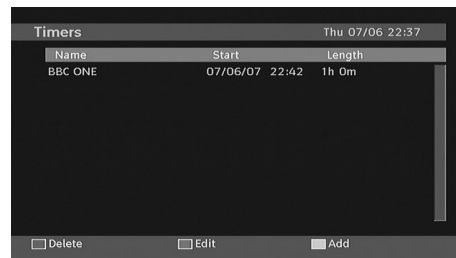 Timers Thu 07/06 22:37
Name Start Length
BBC ONE 07/06/07 22:42 1h 0m
Delete Edit Add